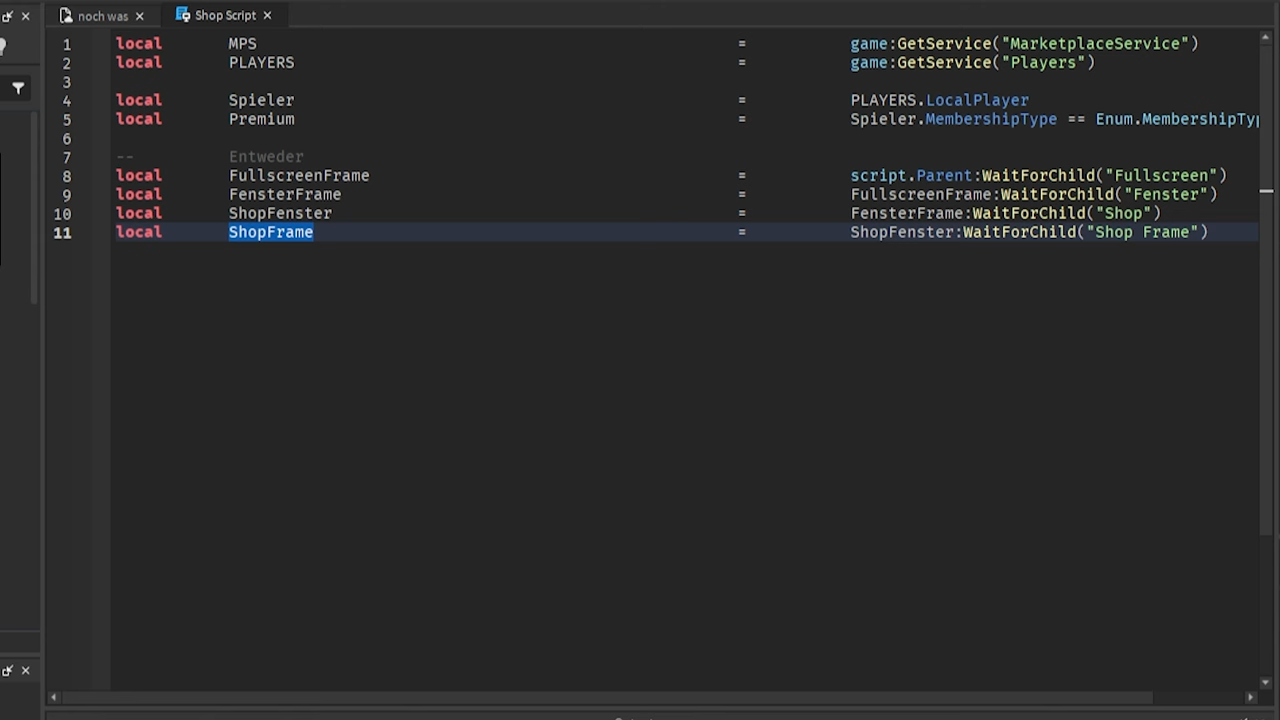 noch was
Shop Script
1 local MPS = game:GetService("MarketplaceService")
2 local PLAYERS = game:GetService("Players")
3
4 local Spieler = PLAYERS.LocalPlayer
5 local Premium = Spieler.MembershipType == Enum.MembershipTyp
6
7 -- Entweder
8 local FullscreenFrame = script.Parent:WaitForChild("Fullscreen")
9 local FensterFrame = FullscreenFrame:WaitForChild("Fenster")
10 local ShopFenster = FensterFrame:WaitForChild("Shop")
11 local ShopFrame = ShopFenster:WaitForChild("Shop Frame")